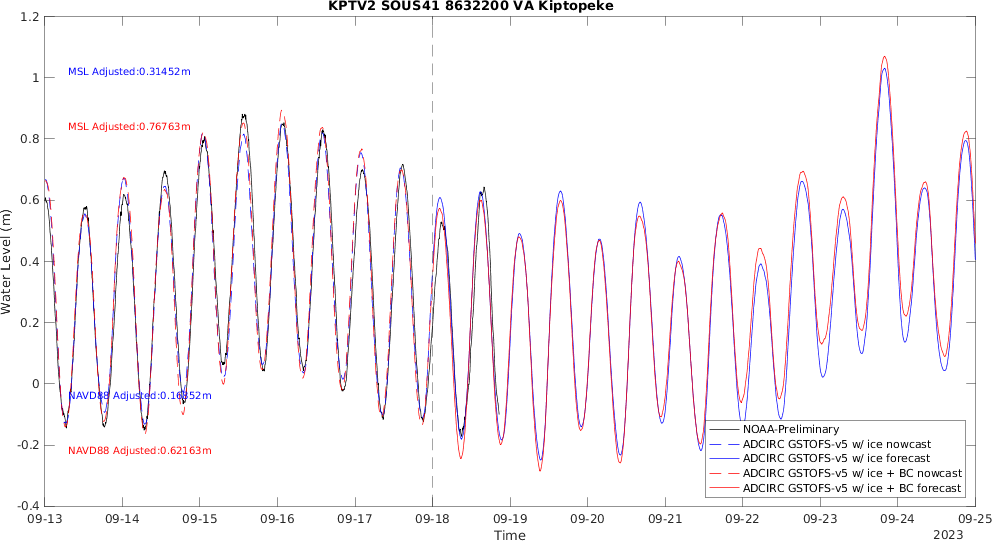 KPTV2 SOUS41 8632200 VA Kiptopeke
1.2
1
0.8
0.6
0.4
0.2
0
-0.2
-0.4
Water Level (m)
MSL Adjusted:0.31452m
MSL Adjusted:0.76763m
NAVD88 Adjusted:0.16852m
NAVD88 Adjusted:0.62163m
NOAA-Preliminary
ADCIRC GSTOFS-v5 w/ ice nowcast
ADCIRC GSTOFS-v5 w/ ice forecast
ADCIRC GSTOFS-v5 w/ ice + BC nowcast
ADCIRC GSTOFS-v5 w/ ice + BC forecast
09-13 09-14 09-15 09-16 09-17 09-18 09-19 09-20 09-21 09-22 09-23 09-24 09-25
Time
2023